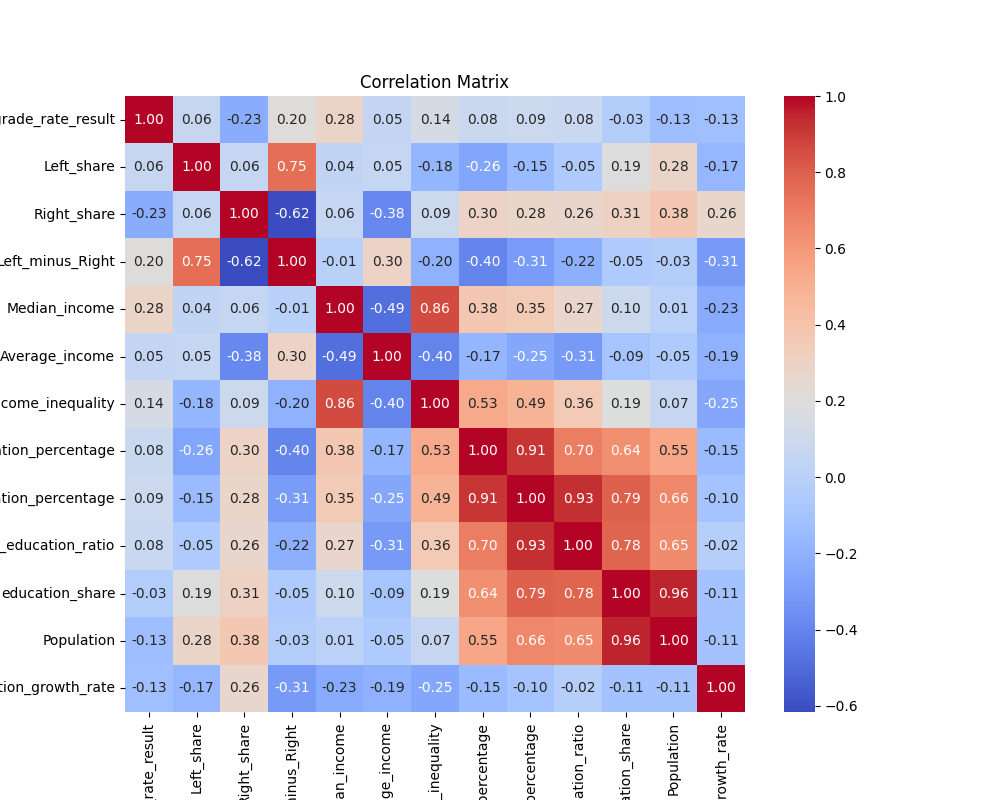 Correlation Matrix
grade_rate_result 1.00 0.06 -0.23 0.20 0.28 0.05 0.14 0.08 0.09 0.08 -0.03 -0.13 -0.13
Left_share 0.06 1.00 0.06 0.75 0.04 0.05 -0.18 -0.26 -0.15 -0.05 0.19 0.28 -0.17
Right_share -0.23 0.06 1.00 -0.62 0.06 -0.38 0.09 0.30 0.28 0.26 0.31 0.38 0.26
Left_minus_Right 0.20 0.75 -0.62 1.00 -0.01 0.30 -0.20 -0.40 -0.31 -0.22 -0.05 -0.03 -0.31
Median_income 0.28 0.04 0.06 -0.01 1.00 -0.49 0.86 0.38 0.35 0.27 0.10 0.01 -0.23
Average_income 0.05 0.05 -0.38 0.30 -0.49 1.00 -0.40 -0.17 -0.25 -0.31 -0.09 -0.05 -0.19
come_inequality 0.14 -0.18 0.09 -0.20 0.86 -0.40 1.00 0.53 0.49 0.36 0.19 0.07 -0.25
tion_percentage 0.08 -0.26 0.30 -0.40 0.38 -0.17 0.53 1.00 0.91 0.70 0.64 0.55 -0.15
tion_percentage 0.09 -0.15 0.28 -0.31 0.35 -0.25 0.49 0.91 1.00 0.93 0.79 0.66 -0.10
_education_ratio 0.08 -0.05 0.26 -0.22 0.27 -0.31 0.36 0.70 0.93 1.00 0.78 0.65 -0.02
education_share -0.03 0.19 0.31 -0.05 0.10 -0.09 0.19 0.64 0.79 0.78 1.00 0.96 -0.11
Population -0.13 0.28 0.38 -0.03 0.01 -0.05 0.07 0.55 0.66 0.65 0.96 1.00 -0.11
tion_growth_rate -0.13 -0.17 0.26 -0.31 -0.23 -0.19 -0.25 -0.15 -0.10 -0.02 -0.11 -0.11 1.00
rate_result
Left_share
Right_share
minus_Right
an_income
ge_income
_inequality
percentage
percentage
ation_ratio
ation_share
Population
rowth_rate
1.0
0.8
0.6
0.4
0.2
0.0
−0.2
−0.4
−0.6